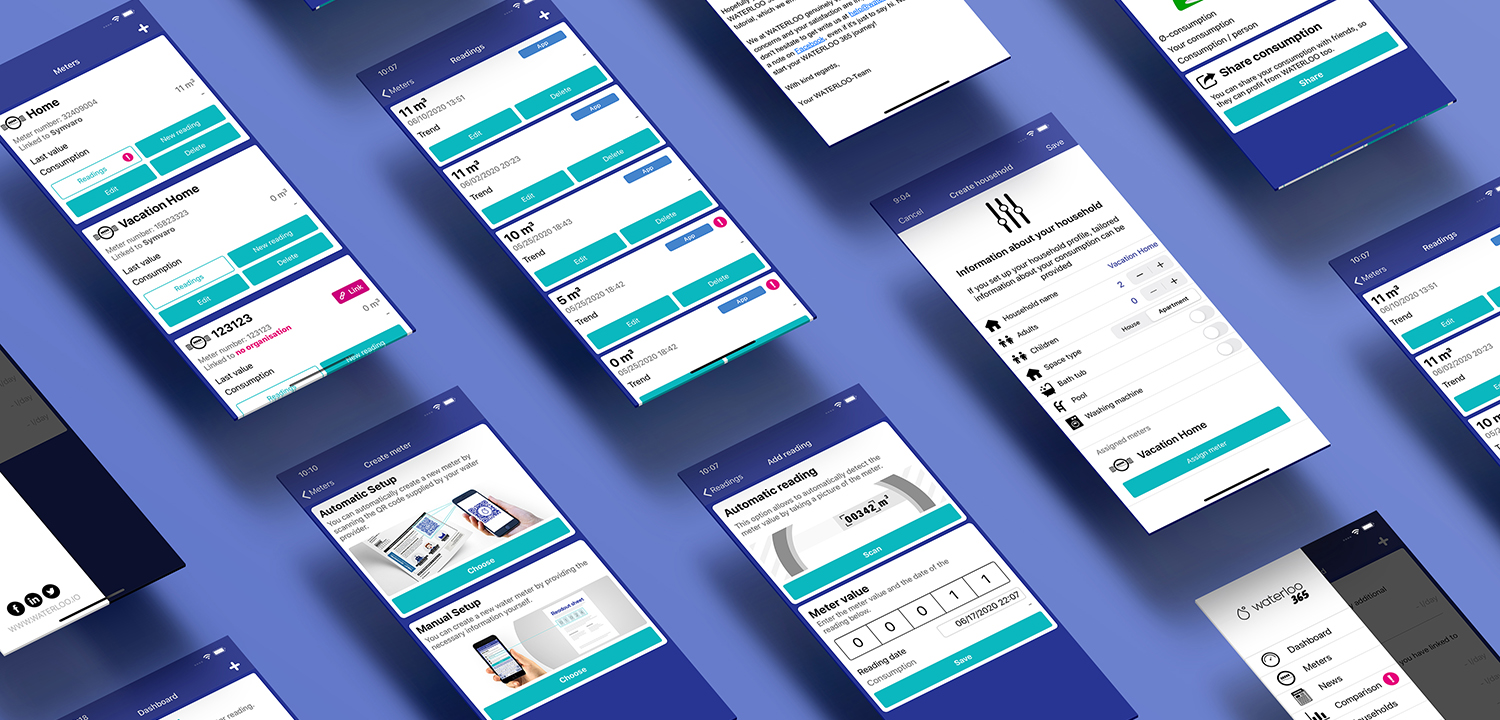 Meters
Home
Meter number: 32409004
Linked to Symvaro
Last value
11 m³
Consumption
-
Readings
New reading
Edit
Delete
Vacation Home
Meter number: 15823323
Linked to Symvaro
Last value
0 m³
Consumption
-
Readings
New reading
Edit
Delete
123123
Link
Meter number: 123123
Linked to no organisation
Last value
0 m³
Consumption
-
Readings
New reading
10:07
Meters
Readings
11 m³
App
06/10/2020 13:51
Trend
-
Edit
Delete
11 m³
App
06/02/2020 20:23
Trend
-
Edit
Delete
10 m³
App
05/25/2020 18:43
Trend
-
Edit
Delete
5 m³
App
05/25/2020 18:42
Trend
-
Edit
Delete
0 m³
App
05/25/2020 18:42
Trend
-
tutorial, which we
We at WATERLOO genuinely
concerns and your satisfaction are
don't hesitate to get write us at
a note on Facebook, even if it's just to say hi.
start your WATERLOO 365 journey!
With kind regards,
Your WATERLOO-Team
Ø-consumption
Your consumption
Consumption / person
Share consumption
You can share your consumption with friends, so
they can profit from WATERLOO too.
Share
9:04
Cancel
Create household
Save
Information about your household
If you set up your household profile, tailored
information about your consumption can be
provided
Household name
Vacation Home
Adults
2
- +
Children
0
- +
Space type
House
Apartment
Bath tub
Pool
Washing machine
Assigned meters
Vacation Home
Assign meter
10:07
Meters
Readings
11 m³
06/10/2020 13:51
Trend
Edit
11 m³
06/02/2020 20:23
Trend
10 m
- l/day
- l/day
WWW.WATERLOO.IO
Dashboard
reading.
10:10
Meters
Create meter
Automatic Setup
You can automatically create a new meter by
scanning the QR code supplied by your water
provider.
Choose
Manual Setup
You can create a new water meter by providing the
necessary information yourself.
Readout sheet
Choose
10:07
Readings
Add reading
Automatic reading
This option allows to automatically detect the
meter value by taking a picture of the meter.
00342 m³
Scan
Meter value
Enter the meter value and the date of the
reading below.
0 0 0 1 1
Reading date
06/17/2020 22:07
Consumption
-
Save
waterloo
365
Dashboard
Meters
News
Comparison
additional
- l/day
you have linked to
- l/day